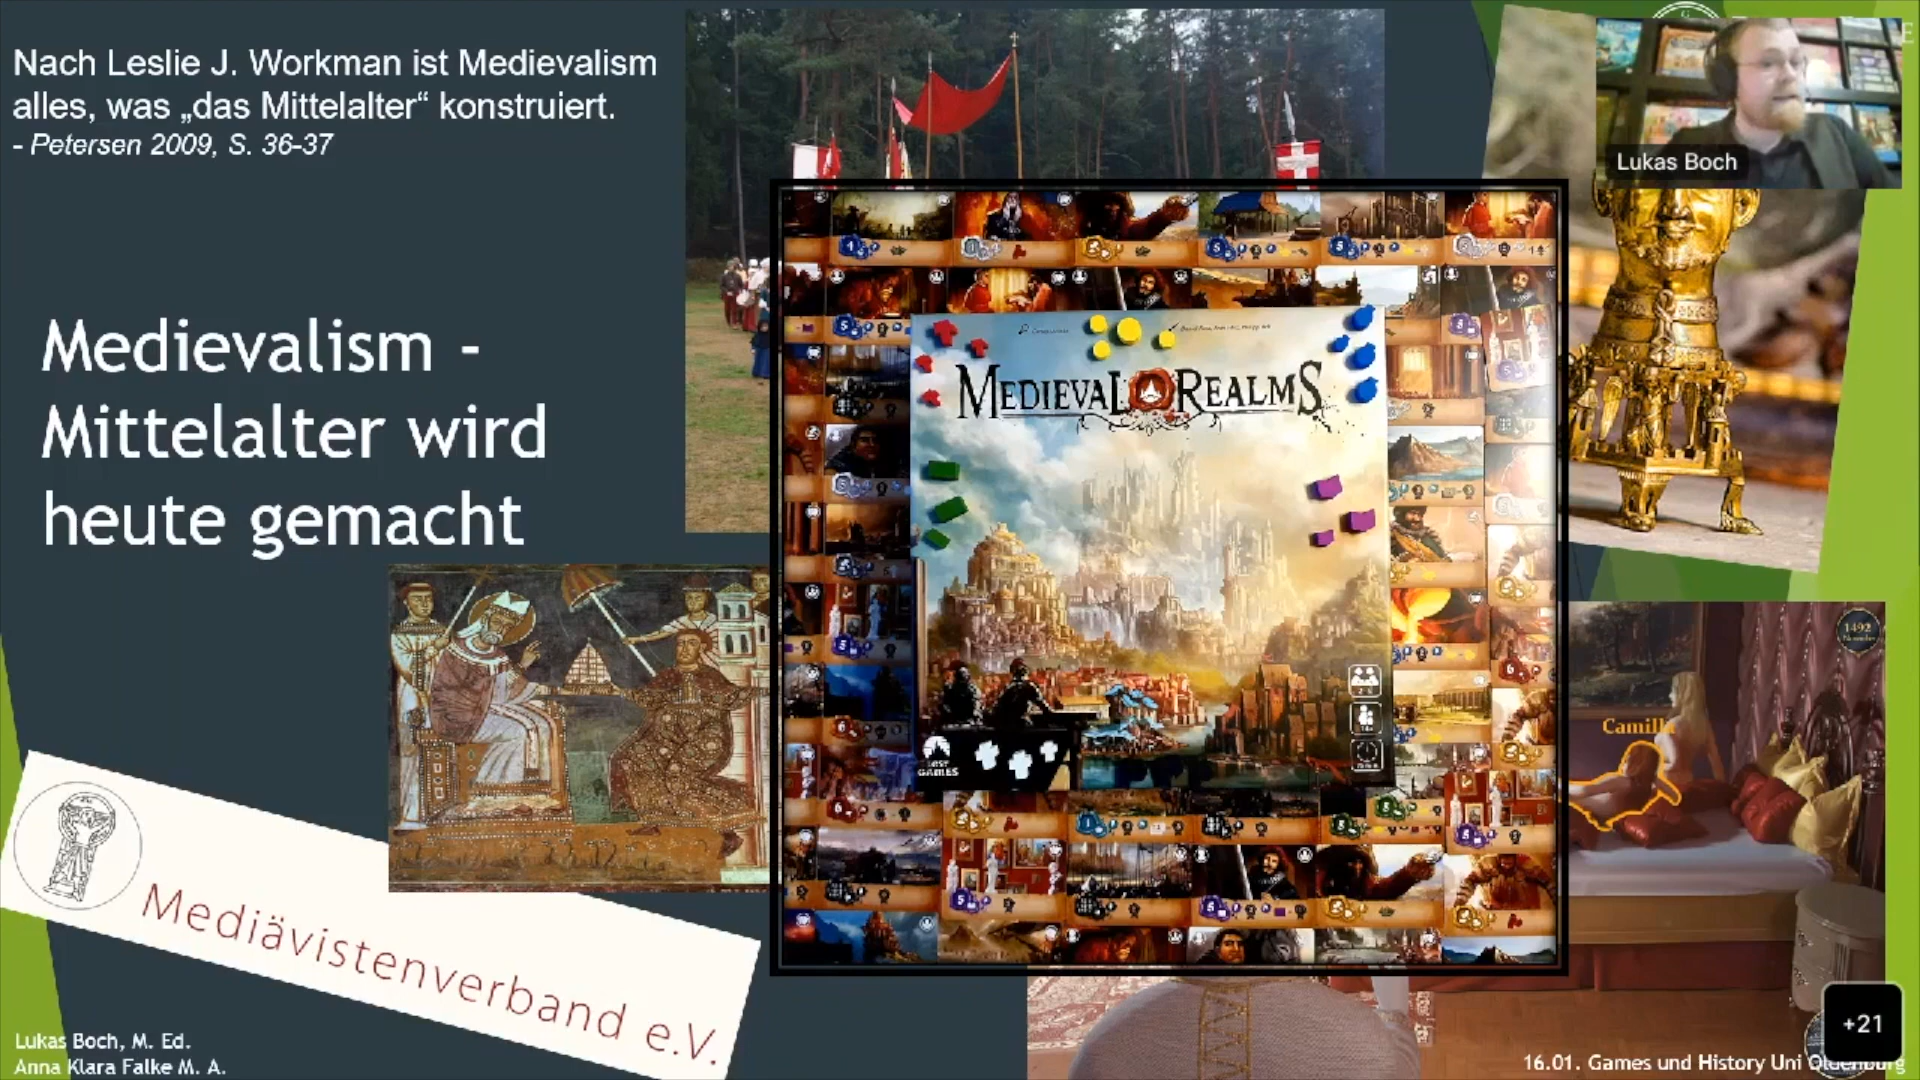 Nach Leslie J. Workman ist Medievalism
alles, was „das Mittelalter“ konstruiert.
- Petersen 2009, S. 36-37
Lukas Boch
Medievalism -
Mittelalter wird
heute gemacht
MEDIEVAL REALMS
GAMES
1492
Camilla
Mediävistenverband e.V.
Lukas Boch, M. Ed.
Anna Klara Falke M. A.
+21
16.01. Games und History Uni Oldenburg